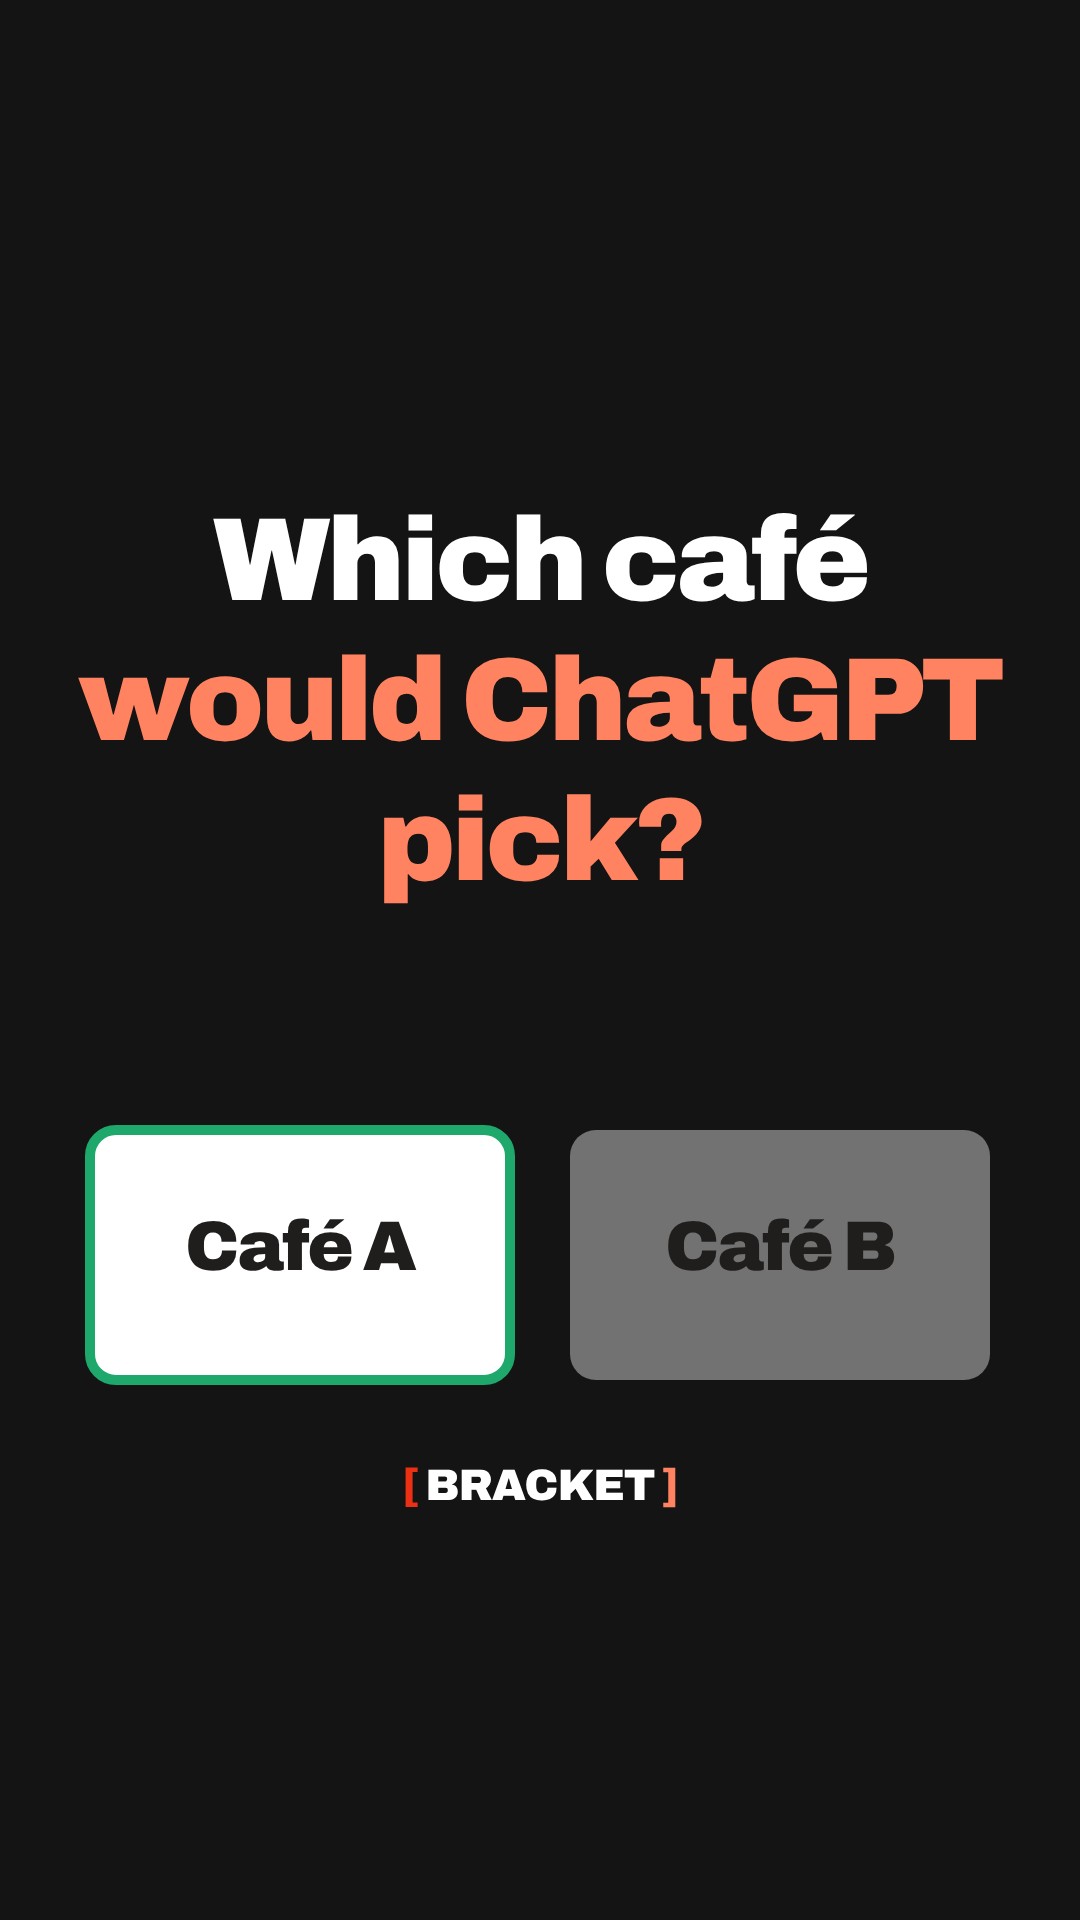 Which café
would ChatGPT
pick?
Café A
Café B
[ BRACKET ]